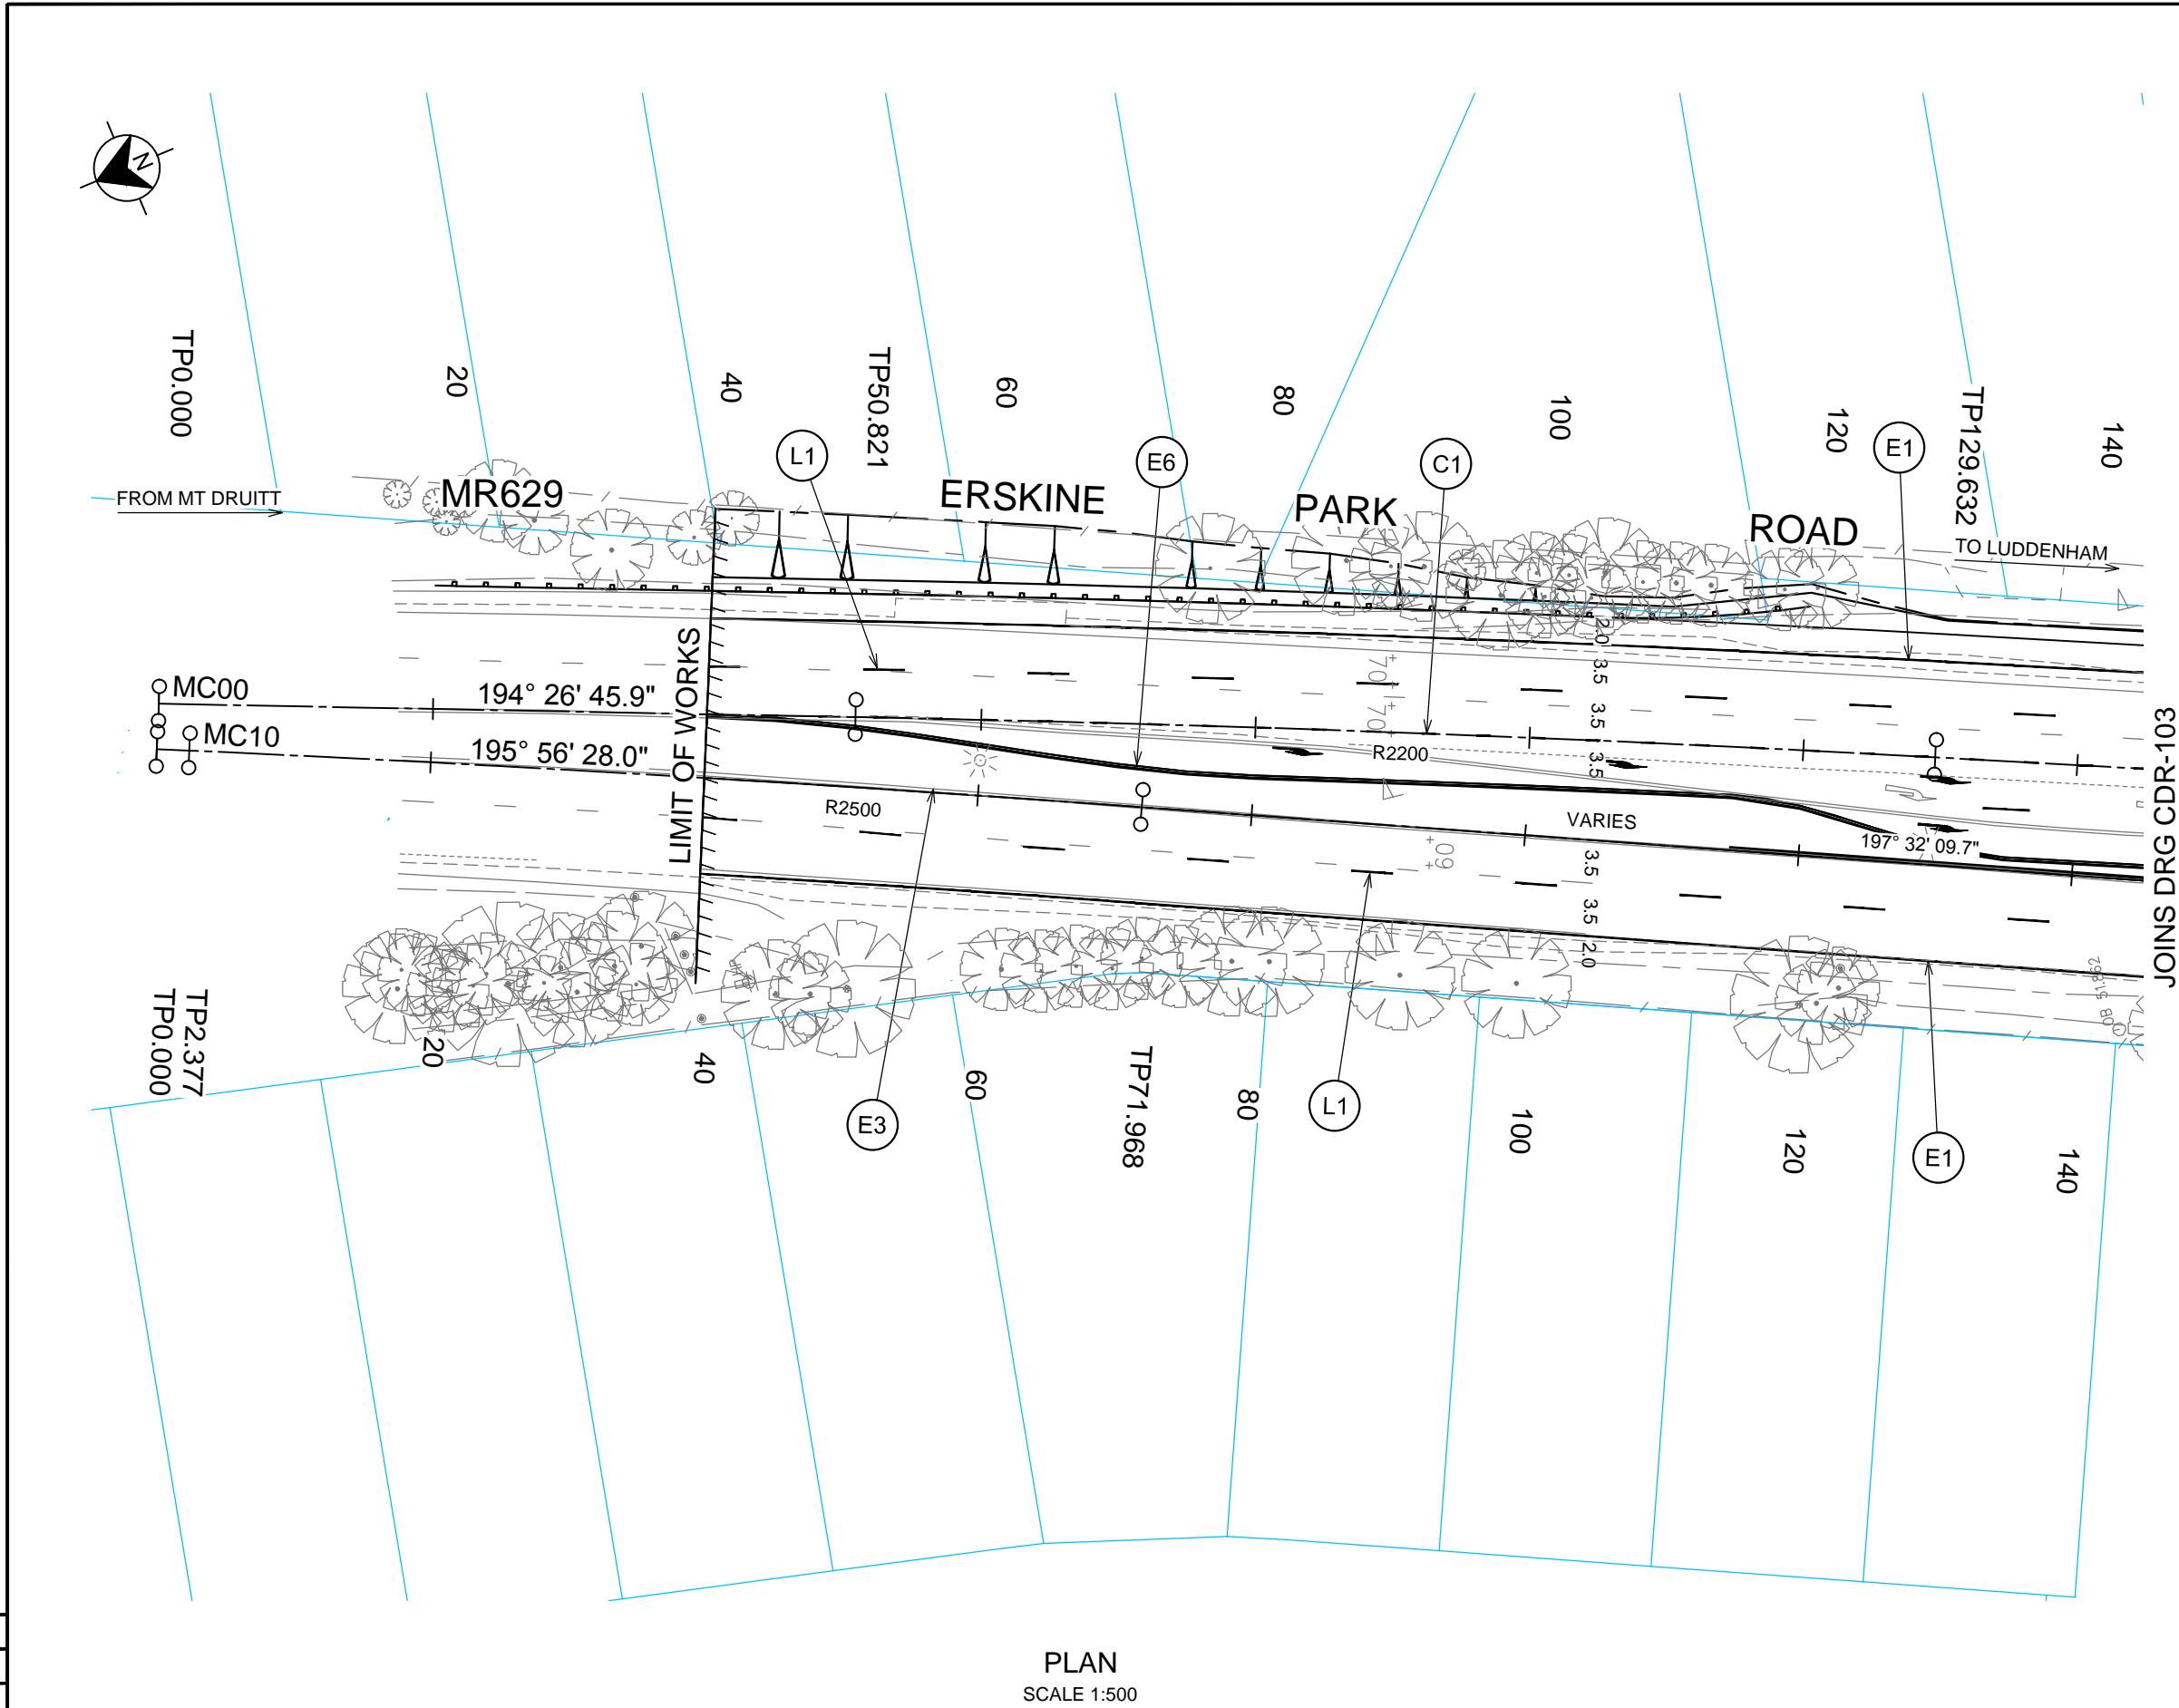 N
TP0.000
20
40
TP50.821
60
80
100
120
TP129.632
140
L1
E6
C1
E1
FROM MT DRUITT
MR629
ERSKINE
PARK
ROAD
TO LUDDENHAM
2.0
3.5
3.5
3.5
+70+
+70+
MC00
194° 26' 45.9"
MC10
195° 56' 28.0"
LIMIT OF WORKS
R2200
R2500
VARIES
197° 32' 09.7"
+60+
3.5
3.5
2.0
JOINS DRG CDR-103
TP2.377
TP0.000
20
40
60
TP71.968
80
100
120
140
E3
L1
E1
PLAN
SCALE 1:500